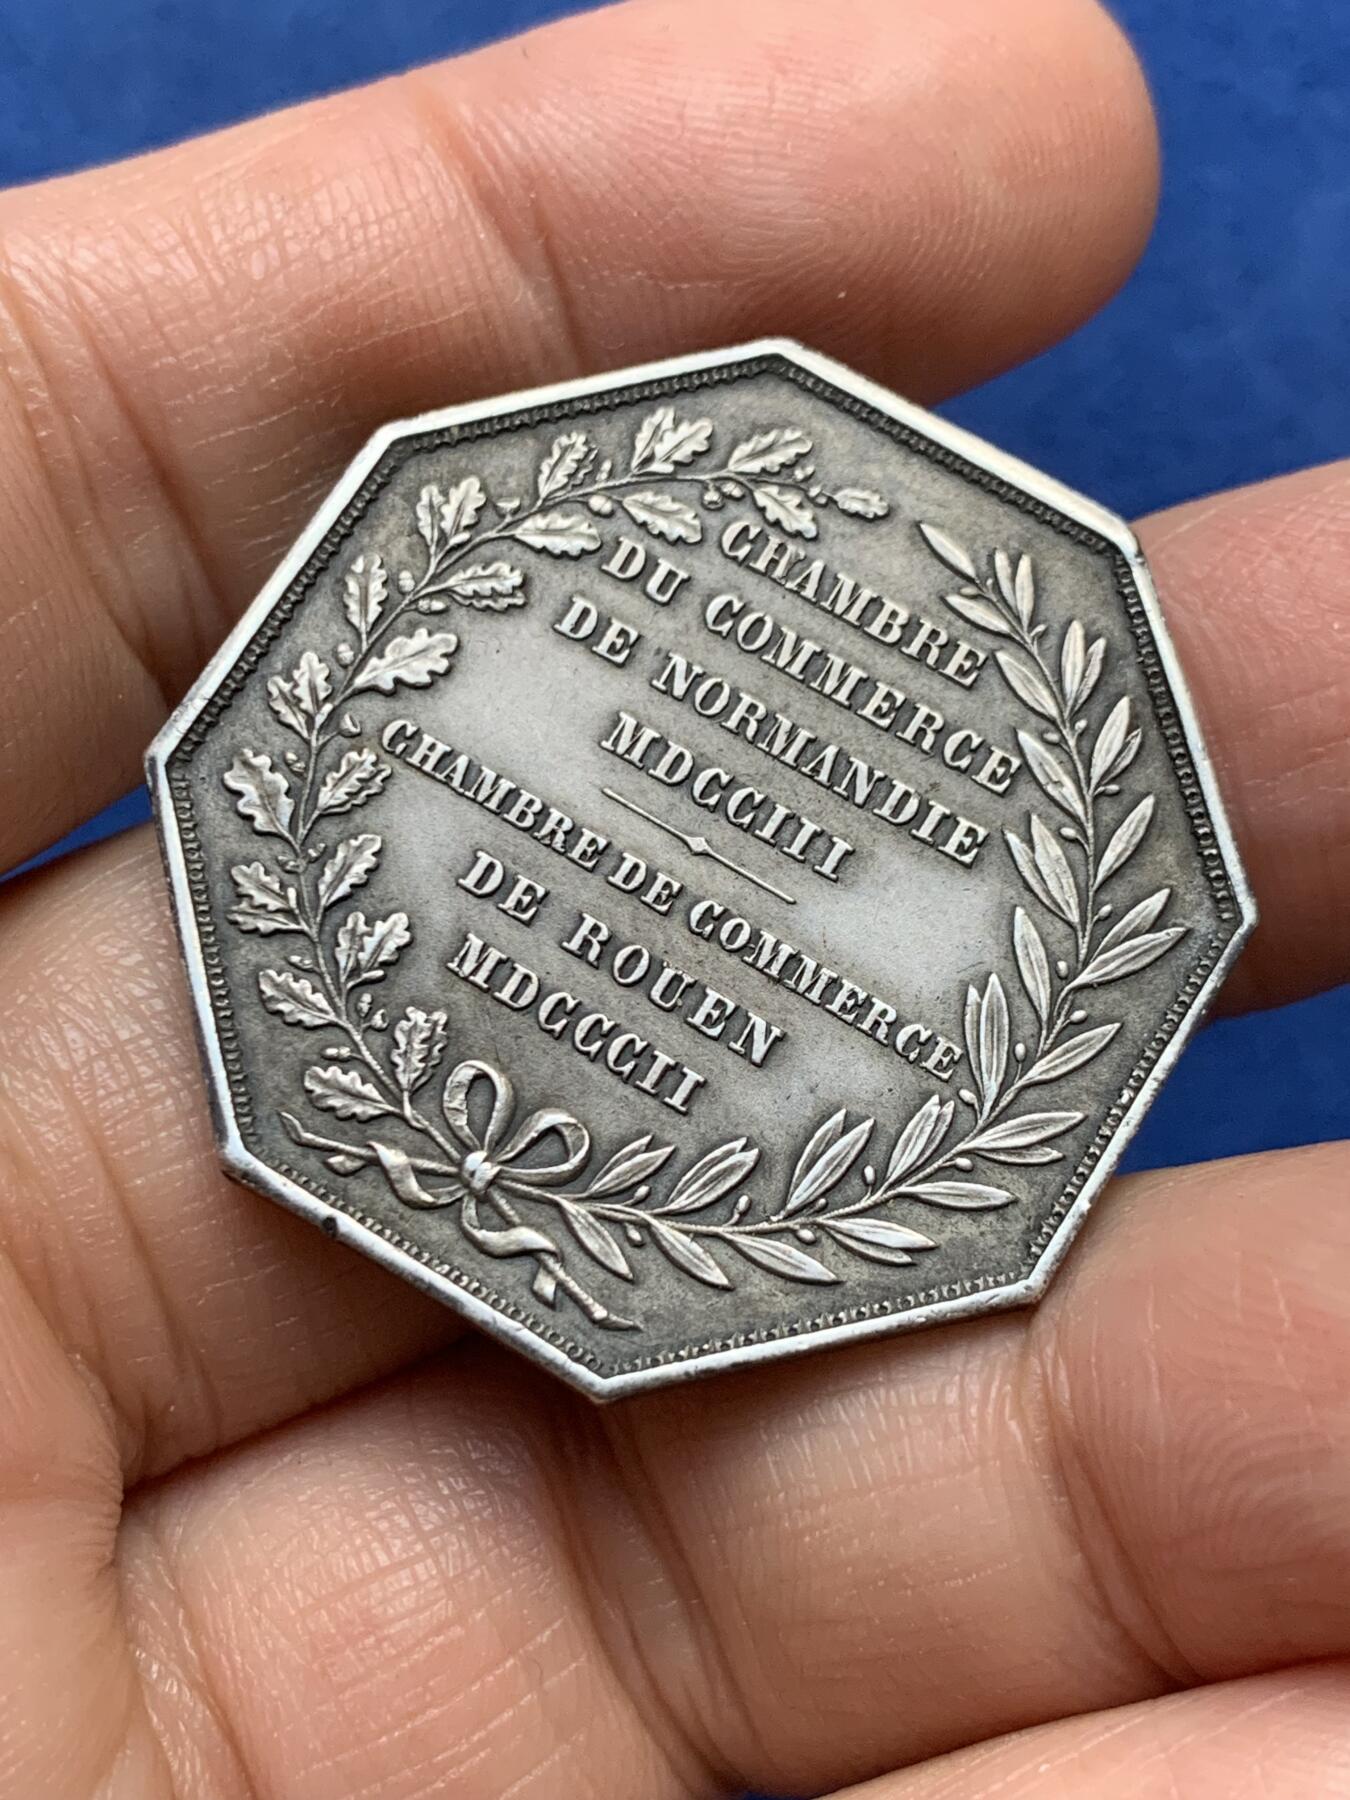 CHAMBRE
DU COMMERCE
DE NORMANDIE
MDCCIII
CHAMBRE DE COMMERCE
DE ROUEN
MDCCCII